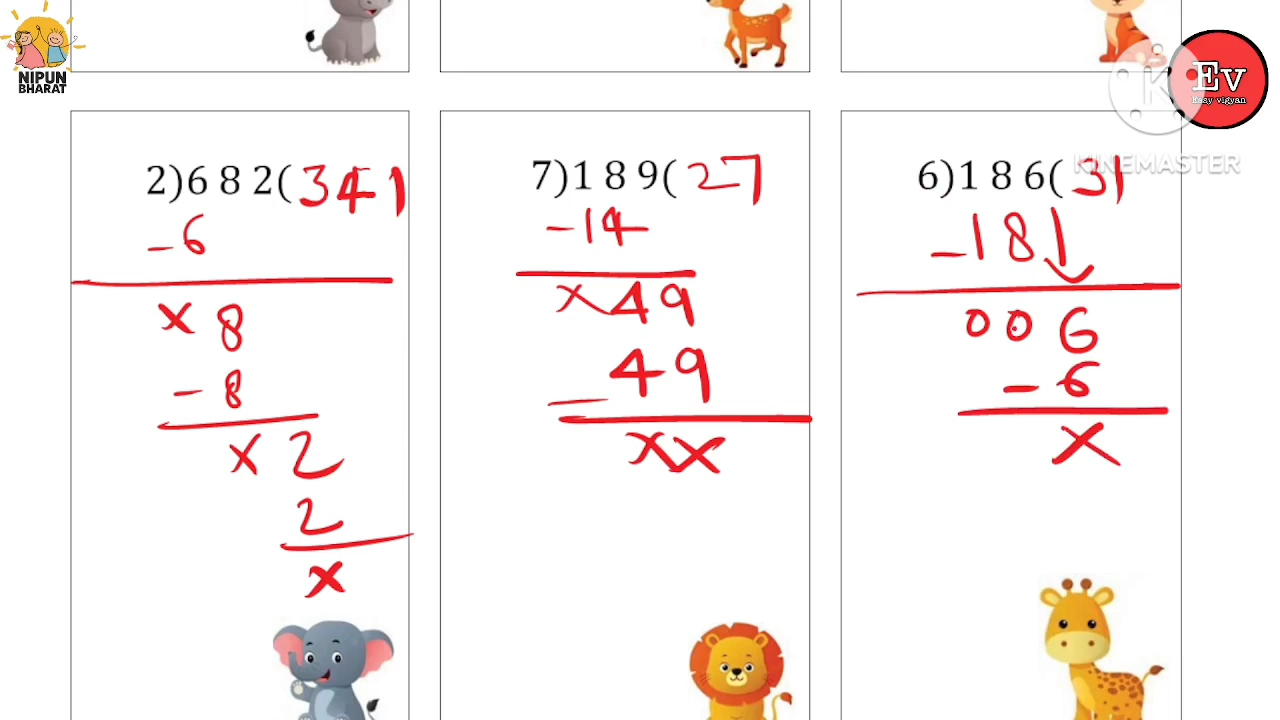 NIPUN
BHARAT
Ev
Easy vigyan
K
KINEMASTER
2)6 8 2(341
-6
x 8
-8
x 2
2
x
7)1 8 9(27
-14
x 49
-49
xx
6)1 8 6(31
-18
006
-6
x